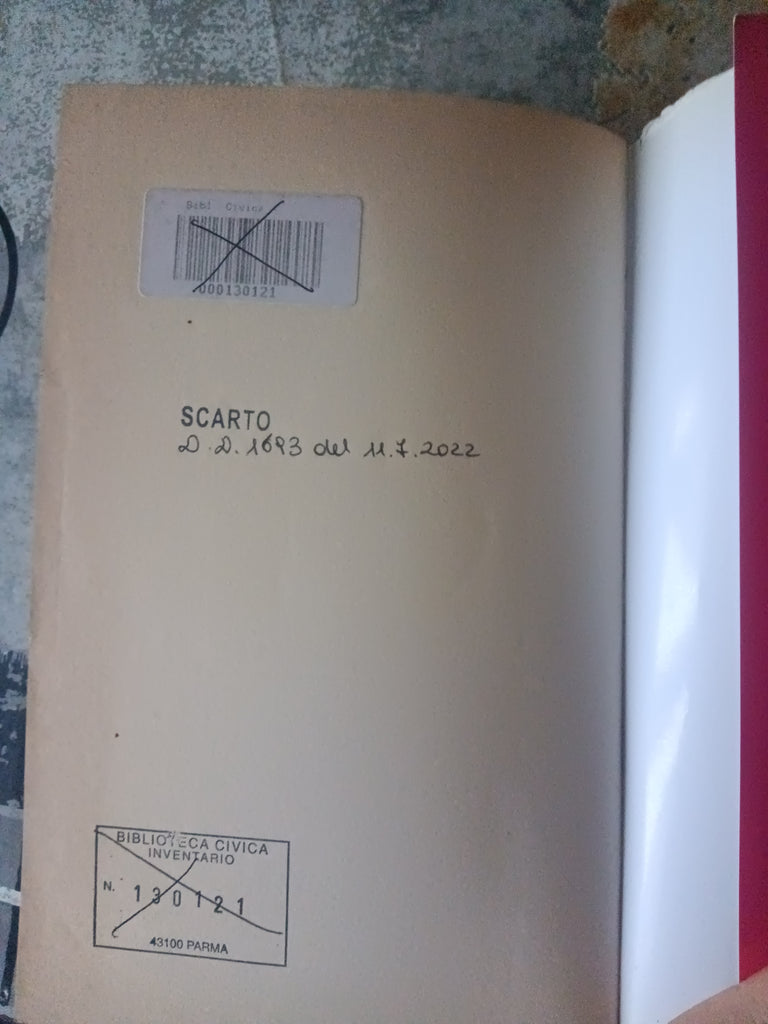 Bibl Civica
000130121
SCARTO
D.D. 1693 del 11.7.2022
BIBLIOTECA CIVICA
INVENTARIO
N. 130121
43100 PARMA